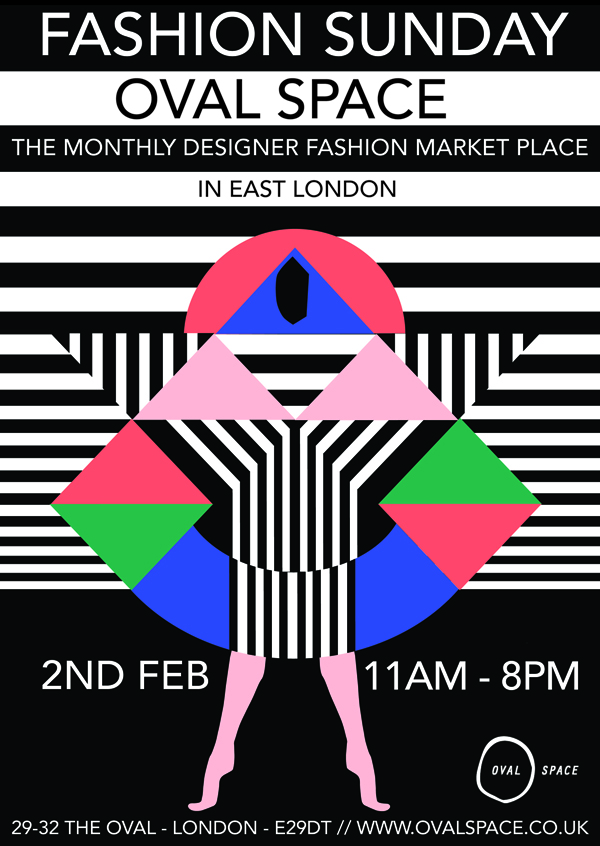 FASHION SUNDAY
OVAL SPACE
THE MONTHLY DESIGNER FASHION MARKET PLACE
IN EAST LONDON
2ND FEB
11AM - 8PM
OVAL SPACE
29-32 THE OVAL - LONDON - E29DT // WWW.OVALSPACE.CO.UK